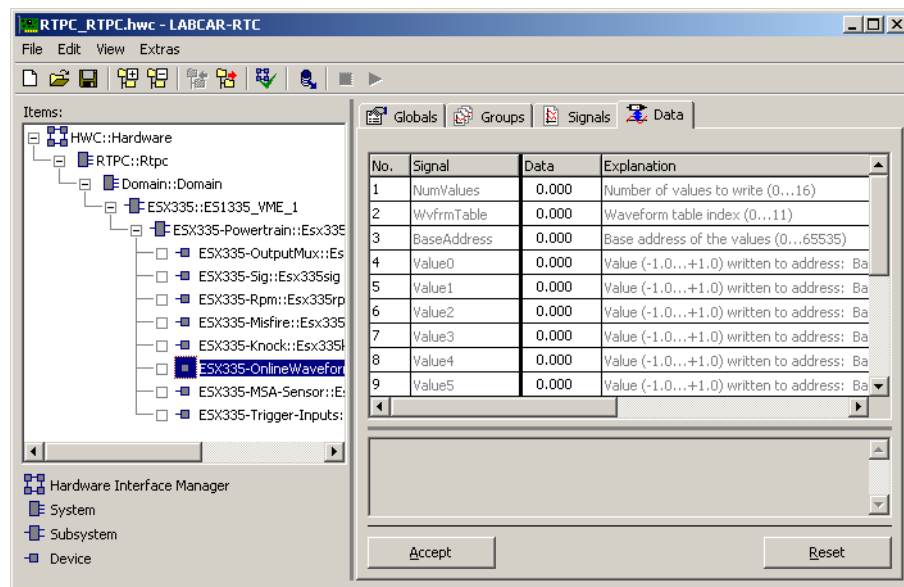 RTPC_RTPC.hwc - LABCAR-RTC
File Edit View Extras
Items:
HWC::Hardware
RTPC::Rtpc
Domain::Domain
ESX335::ES1335_VME_1
ESX335-Powertrain::Esx335
ESX335-OutputMux::Es
ESX335-Sig::Esx335sig
ESX335-Rpm::Esx335rp
ESX335-Misfire::Esx335
ESX335-Knock::Esx335k
ESX335-OnlineWavefor
ESX335-MSA-Sensor::E
ESX335-Trigger-Inputs:
Hardware Interface Manager
System
Subsystem
Device
Globals Groups Signals Data
No. Signal Data Explanation
1 NumValues 0.000 Number of values to write (0...16)
2 WvfrmTable 0.000 Waveform table index (0...11)
3 BaseAddress 0.000 Base address of the values (0...65535)
4 Value0 0.000 Value (-1.0...+1.0) written to address: Ba
5 Value1 0.000 Value (-1.0...+1.0) written to address: Ba
6 Value2 0.000 Value (-1.0...+1.0) written to address: Ba
7 Value3 0.000 Value (-1.0...+1.0) written to address: Ba
8 Value4 0.000 Value (-1.0...+1.0) written to address: Ba
9 Value5 0.000 Value (-1.0...+1.0) written to address: Ba
Accept Reset